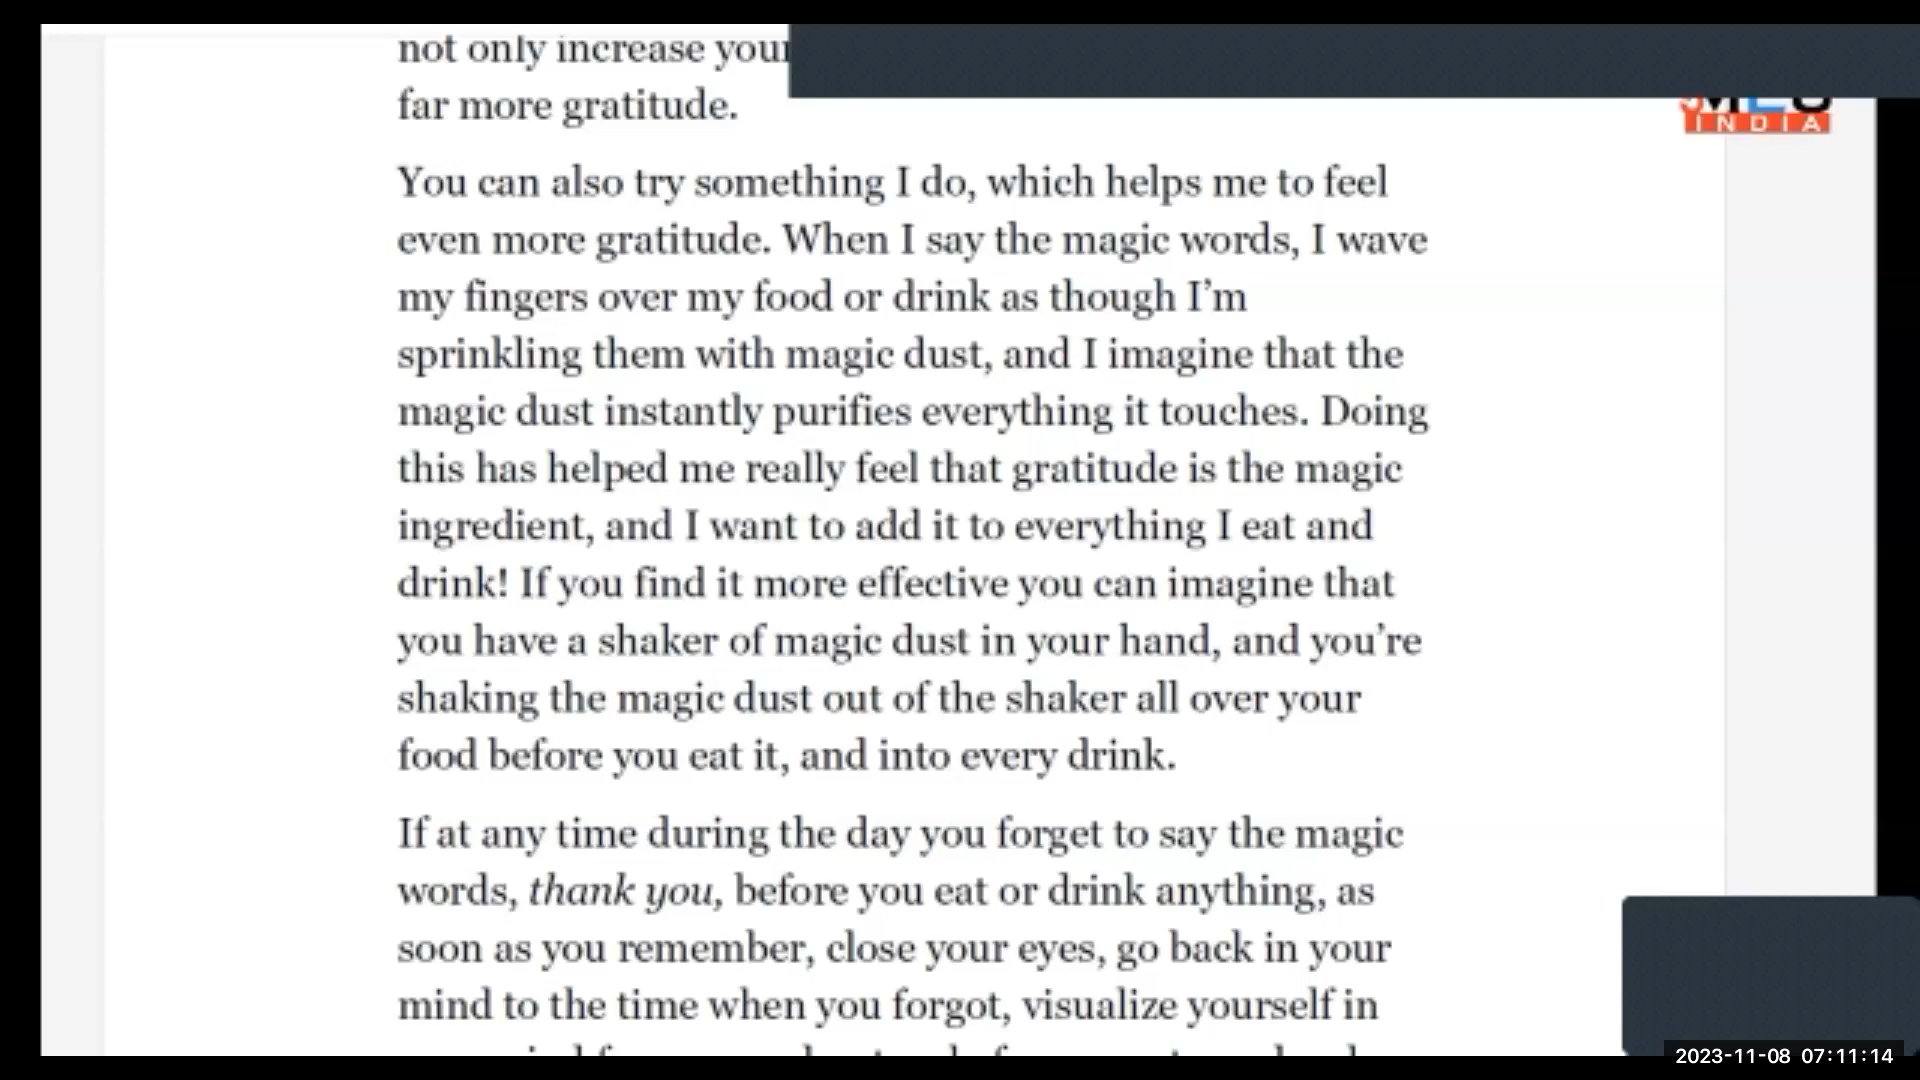 not only increase your
far more gratitude.
INDIA
You can also try something I do, which helps me to feel
even more gratitude. When I say the magic words, I wave
my fingers over my food or drink as though I’m
sprinkling them with magic dust, and I imagine that the
magic dust instantly purifies everything it touches. Doing
this has helped me really feel that gratitude is the magic
ingredient, and I want to add it to everything I eat and
drink! If you find it more effective you can imagine that
you have a shaker of magic dust in your hand, and you’re
shaking the magic dust out of the shaker all over your
food before you eat it, and into every drink.
If at any time during the day you forget to say the magic
words, thank you, before you eat or drink anything, as
soon as you remember, close your eyes, go back in your
mind to the time when you forgot, visualize yourself in
2023-11-08 07:11:14